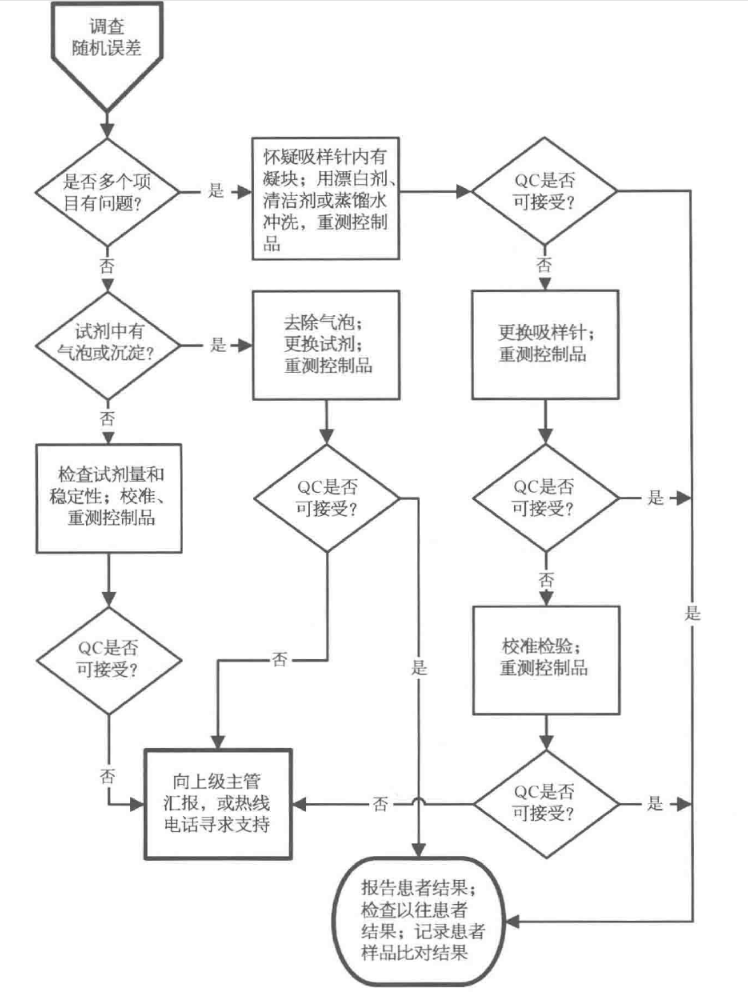 调查
随机误差
是否多个项
目有问题?
是
怀疑吸样针内有
凝块；用漂白剂、
清洁剂或蒸馏水
冲洗，重测控制
品
QC是否
可接受?
否
否
试剂中有
气泡或沉淀?
是
去除气泡；
更换试剂；
重测控制品
更换吸样针；
重测控制品
否
检查试剂量和
稳定性；校准、
重测控制品
QC是否
可接受?
QC是否
可接受?
是
否
是
QC是否
可接受?
否
是
校准检验；
重测控制品
否
向上级主管
汇报，或热线
电话寻求支持
否
QC是否
可接受?
是
报告患者结果；
检查以往患者
结果；记录患者
样品比对结果